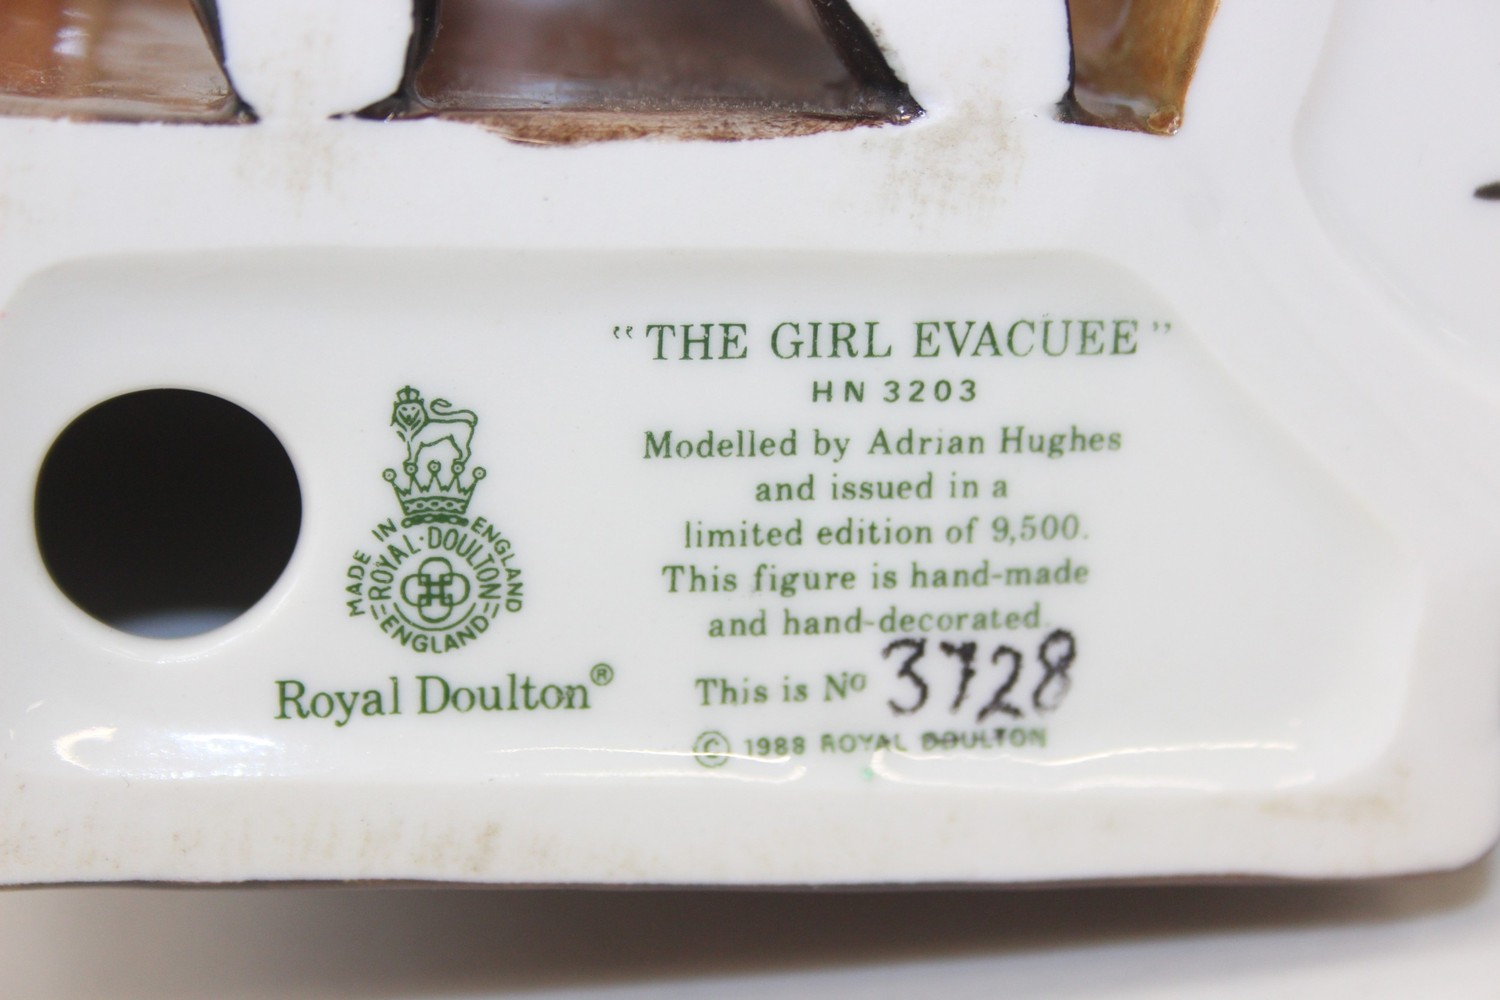 “THE GIRL EVACUEE”
HN 3203
Modelled by Adrian Hughes
and issued in a
limited edition of 9,500.
This figure is hand-made
and hand-decorated.
This is Nº 3728
© 1988 ROYAL DOULTON
MADE IN ENGLAND
ROYAL·DOULTON
ENGLAND
Royal Doulton®